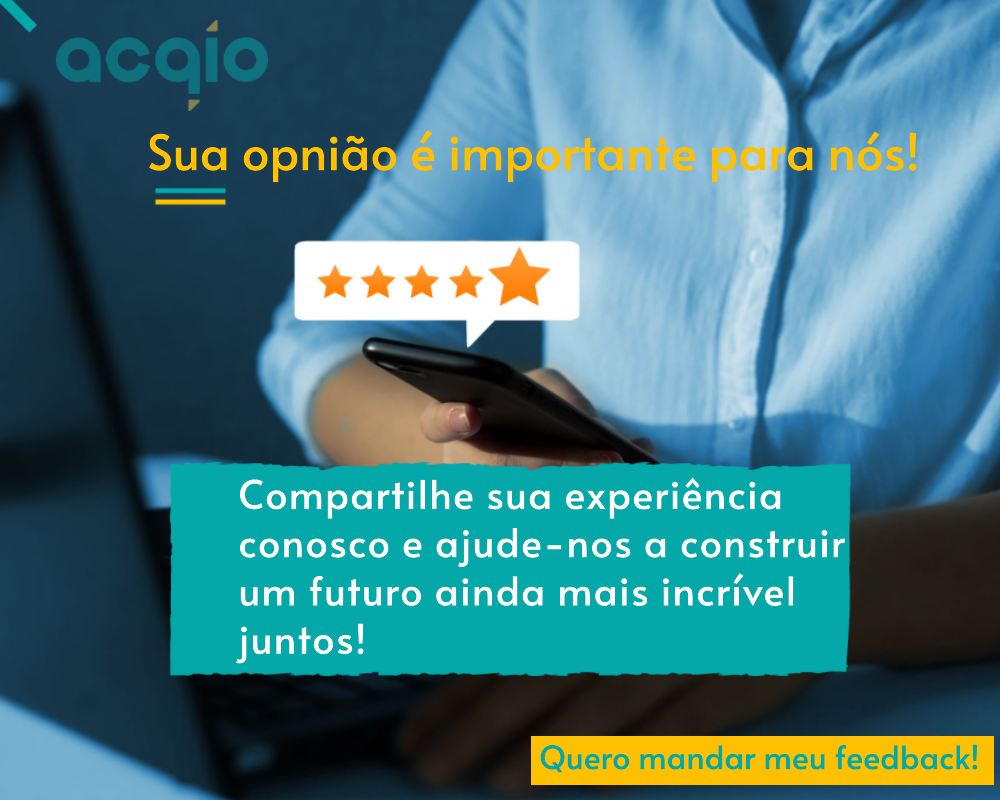 acqio
Sua opnião é importante para nós!
Compartilhe sua experiência
conosco e ajude-nos a construir
um futuro ainda mais incrível
juntos!
Quero mandar meu feedback!